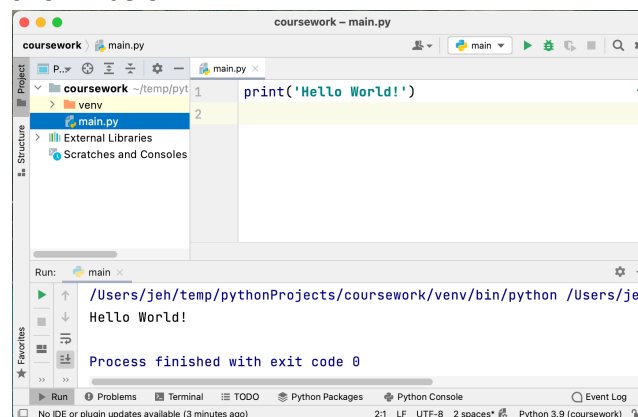 coursework – main.py
coursework main.py
main
Project
P...
main.py
coursework ~/temp/pyt
venv
main.py
External Libraries
Scratches and Consoles
1 print('Hello World!')
2
Structure
Favorites
Run: main
/Users/jeh/temp/pythonProjects/coursework/venv/bin/python /Users/je
Hello World!
Process finished with exit code 0
Run Problems Terminal TODO Python Packages Python Console Event Log
No IDE or plugin updates available (3 minutes ago) 2:1 LF UTF-8 2 spaces* Python 3.9 (coursework)